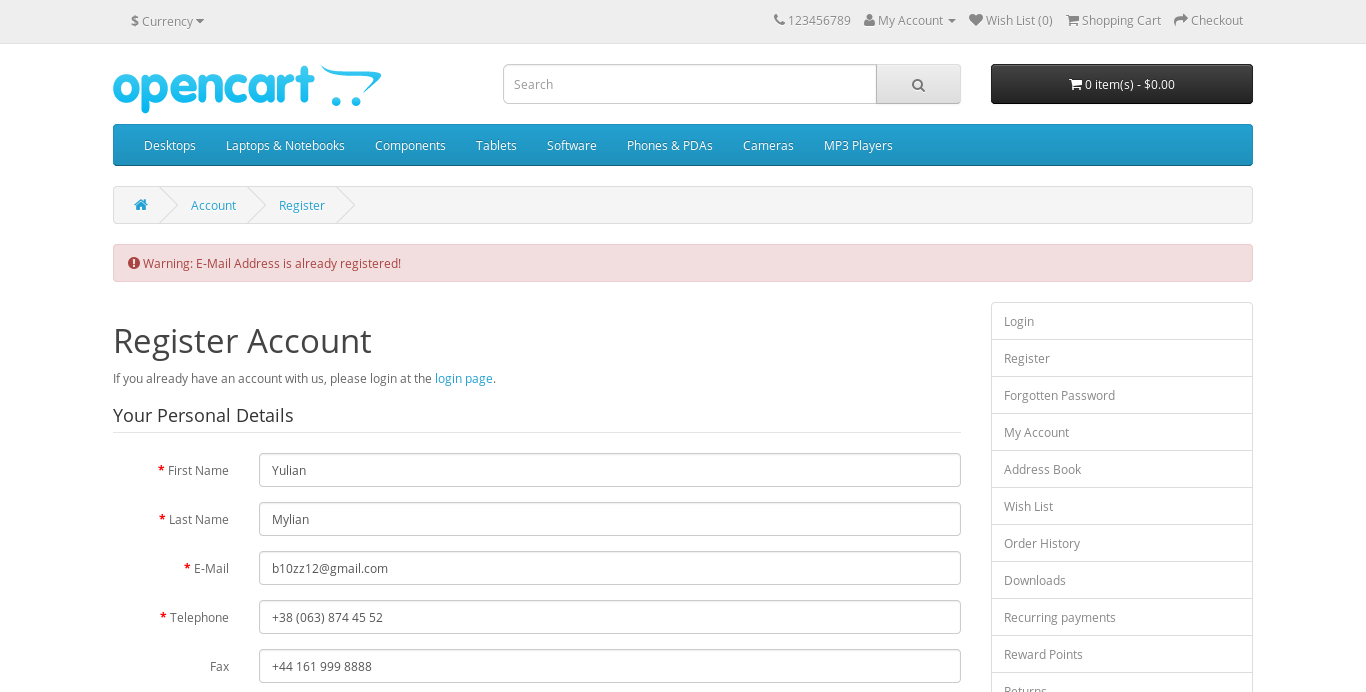 $ Currency
123456789 My Account Wish List (0) Shopping Cart Checkout
opencart
Search
0 item(s) - $0.00
Desktops Laptops & Notebooks Components Tablets Software Phones & PDAs Cameras MP3 Players
Account Register
Warning: E-Mail Address is already registered!
Register Account
If you already have an account with us, please login at the login page.
Your Personal Details
* First Name Yulian
* Last Name Mylian
* E-Mail b10zz12@gmail.com
* Telephone +38 (063) 874 45 52
Fax +44 161 999 8888
Login
Register
Forgotten Password
My Account
Address Book
Wish List
Order History
Downloads
Recurring payments
Reward Points
Returns